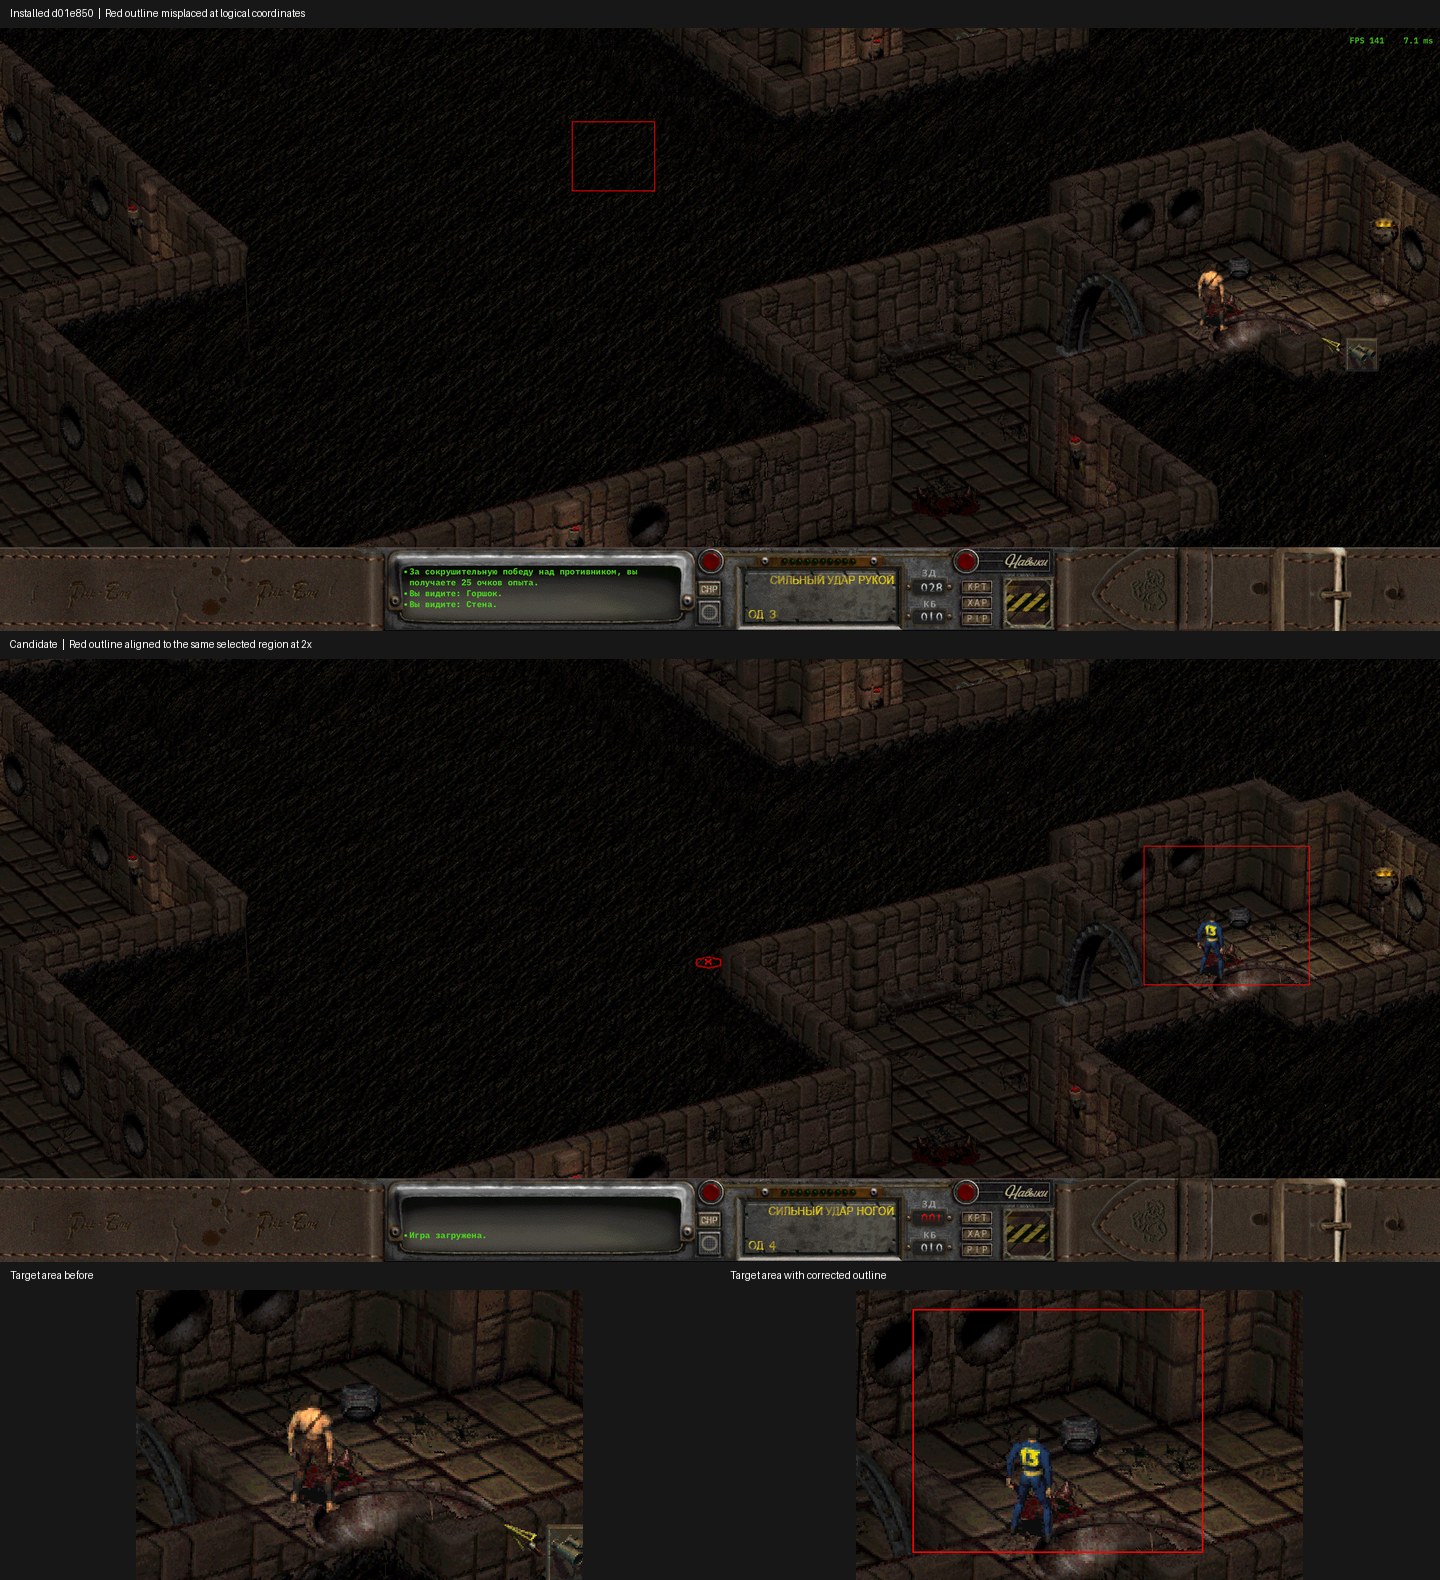 Installed d01e850 | Red outline misplaced at logical coordinates
FPS 141 7.1 ms
•За сокрушительную победу над противником, вы
получаете 25 очков опыта.
•Вы видите: Горшок.
•Вы видите: Стена.
СНР
СИЛЬНЫЙ УДАР РУКОЙ
ОД 3
ЗД
028
КБ
010
Навыки
КРТ
ХАР
PIP
Candidate | Red outline aligned to the same selected region at 2x
13
•Игра загружена.
СНР
СИЛЬНЫЙ УДАР НОГОЙ
ОД 4
ЗД
001
КБ
010
Навыки
КРТ
ХАР
PIP
Target area before
Target area with corrected outline
13